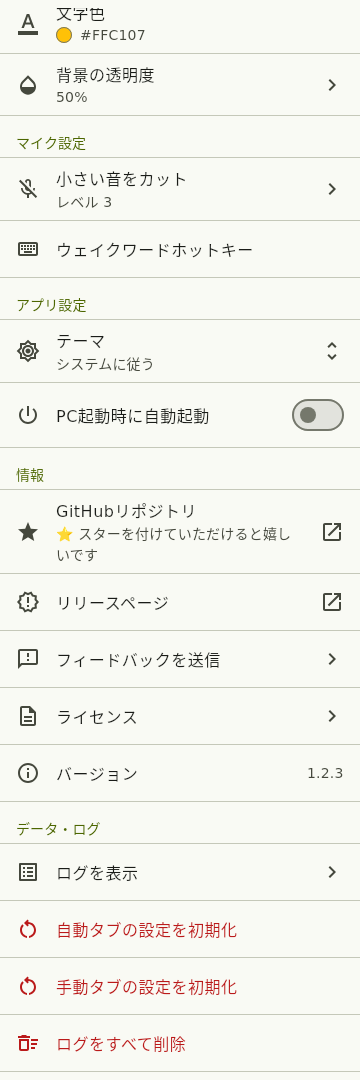 文字色
#FFC107
背景の透明度
50%
マイク設定
小さい音をカット
レベル 3
ウェイクワードホットキー
アプリ設定
テーマ
システムに従う
PC起動時に自動起動
情報
GitHubリポジトリ
⭐ スターを付けていただけると嬉し
いです
リリースページ
フィードバックを送信
ライセンス
バージョン
1.2.3
データ・ログ
ログを表示
自動タブの設定を初期化
手動タブの設定を初期化
ログをすべて削除